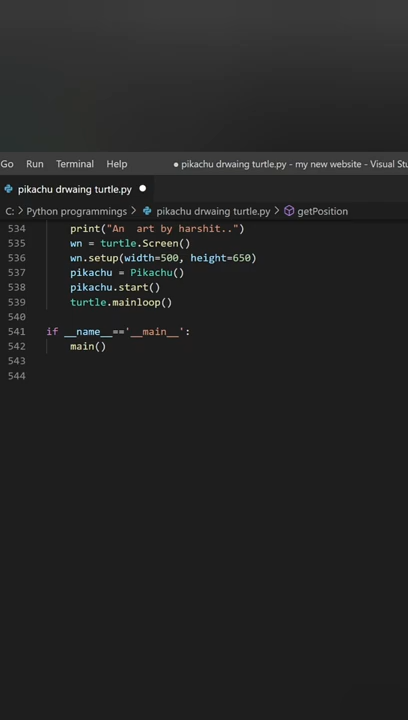 Go Run Terminal Help ● pikachu drwaing turtle.py - my new website - Visual Stu
pikachu drwaing turtle.py ●
C: > Python programmings > pikachu drwaing turtle.py > getPosition
534 print("An  art by harshit..")
535 wn = turtle.Screen()
536 wn.setup(width=500, height=650)
537 pikachu = Pikachu()
538 pikachu.start()
539 turtle.mainloop()
540
541 if __name__=='__main__':
542 main()
543
544